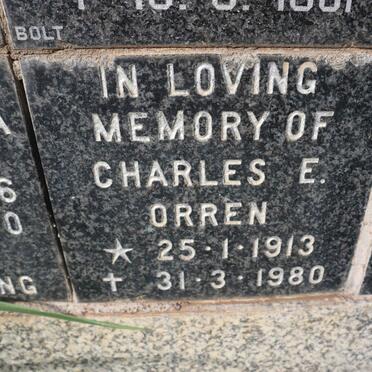 BOLT
IN LOVING
MEMORY OF
CHARLES E.
ORREN
★ 25·1·1913
✝ 31·3·1980